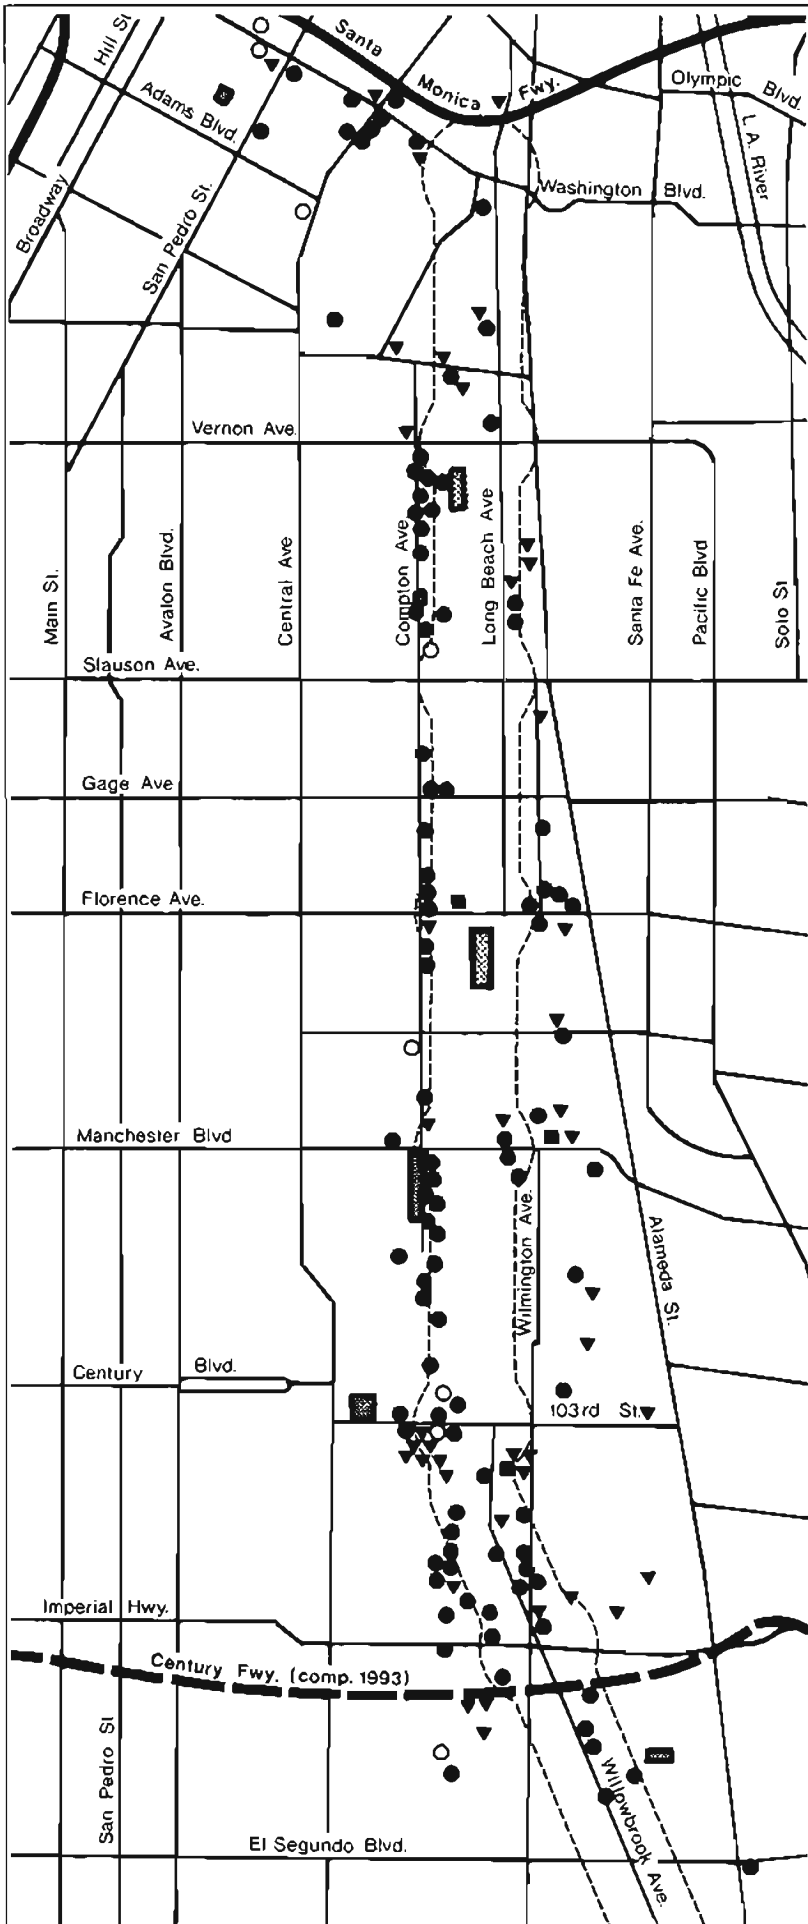 Hill St
Santa
Monica
Fwy.
Olympic Blvd.
Adams Blvd.
L.A. River
Broadway
San Pedro St.
Washington Blvd.
Vernon Ave.
Main St.
Avalon Blvd.
Central Ave
Compton Ave
Long Beach Ave
Santa Fe Ave.
Pacific Blvd
Soto St
Slauson Ave.
Gage Ave
Florence Ave.
Manchester Blvd
Wilmington Ave.
Alameda St.
Century Blvd.
103rd St.
Imperial Hwy.
Century Fwy. (comp. 1993)
San Pedro St
Willowbrook Ave.
El Segundo Blvd.